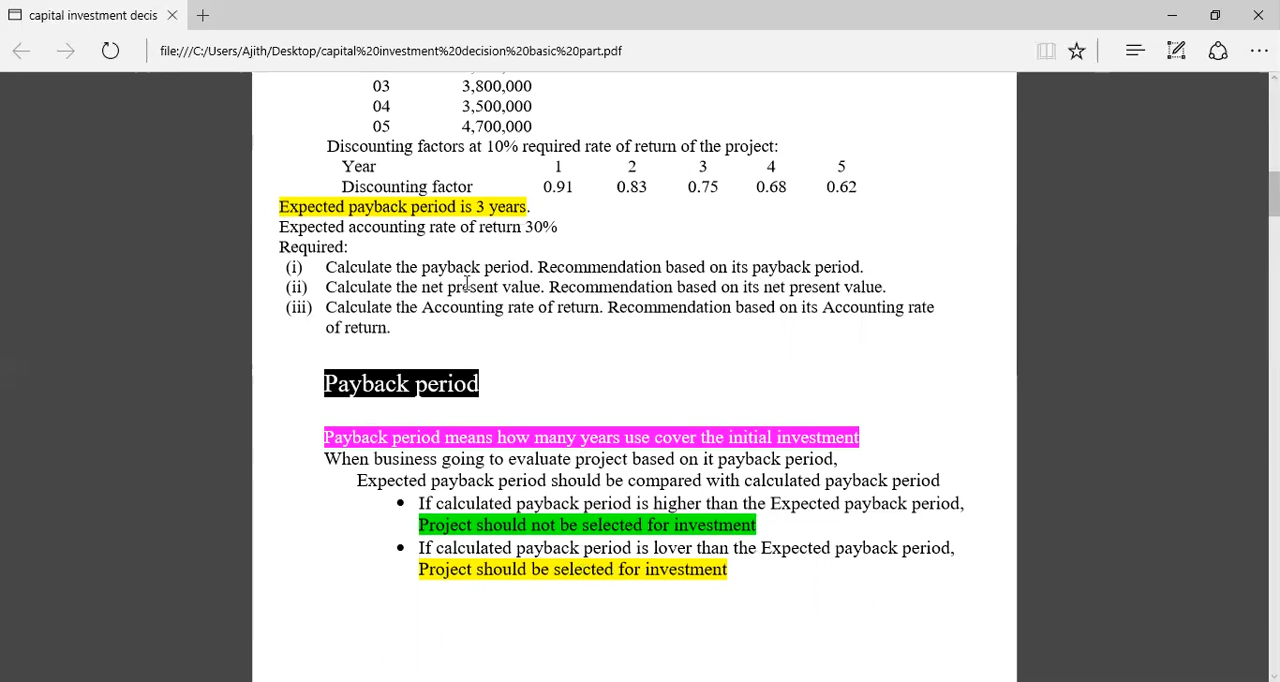 capital investment decis
file:///C:/Users/Ajith/Desktop/capital%20investment%20decision%20basic%20part.pdf
03 3,800,000
04 3,500,000
05 4,700,000
Discounting factors at 10% required rate of return of the project:
Year 1 2 3 4 5
Discounting factor 0.91 0.83 0.75 0.68 0.62
Expected payback period is 3 years.
Expected accounting rate of return 30%
Required:
(i) Calculate the payback period. Recommendation based on its payback period.
(ii) Calculate the net present value. Recommendation based on its net present value.
(iii) Calculate the Accounting rate of return. Recommendation based on its Accounting rate
of return.
Payback period
Payback period means how many years use cover the initial investment
When business going to evaluate project based on it payback period,
Expected payback period should be compared with calculated payback period
• If calculated payback period is higher than the Expected payback period,
Project should not be selected for investment
• If calculated payback period is lover than the Expected payback period,
Project should be selected for investment